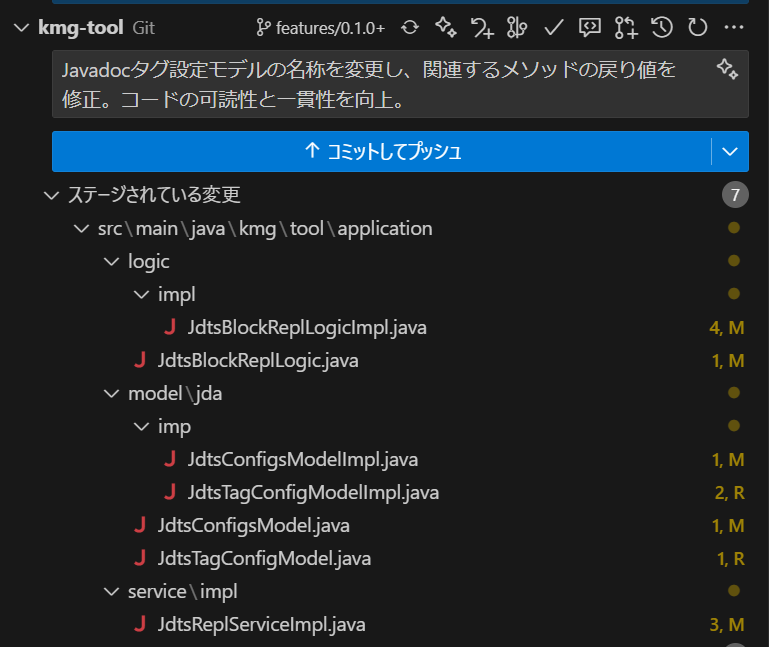 kmg-tool Git features/0.1.0+
Javadocタグ設定モデルの名称を変更し、関連するメソッドの戻り値を
修正。コードの可読性と一貫性を向上。
コミットしてプッシュ
ステージされている変更 7
src\main\java\kmg\tool\application
logic
impl
JdtsBlockReplLogicImpl.java 4, M
JdtsBlockReplLogic.java 1, M
model\jda
imp
JdtsConfigsModelImpl.java 1, M
JdtsTagConfigModelImpl.java 2, R
JdtsConfigsModel.java 1, M
JdtsTagConfigModel.java 1, R
service\impl
JdtsReplServiceImpl.java 3, M